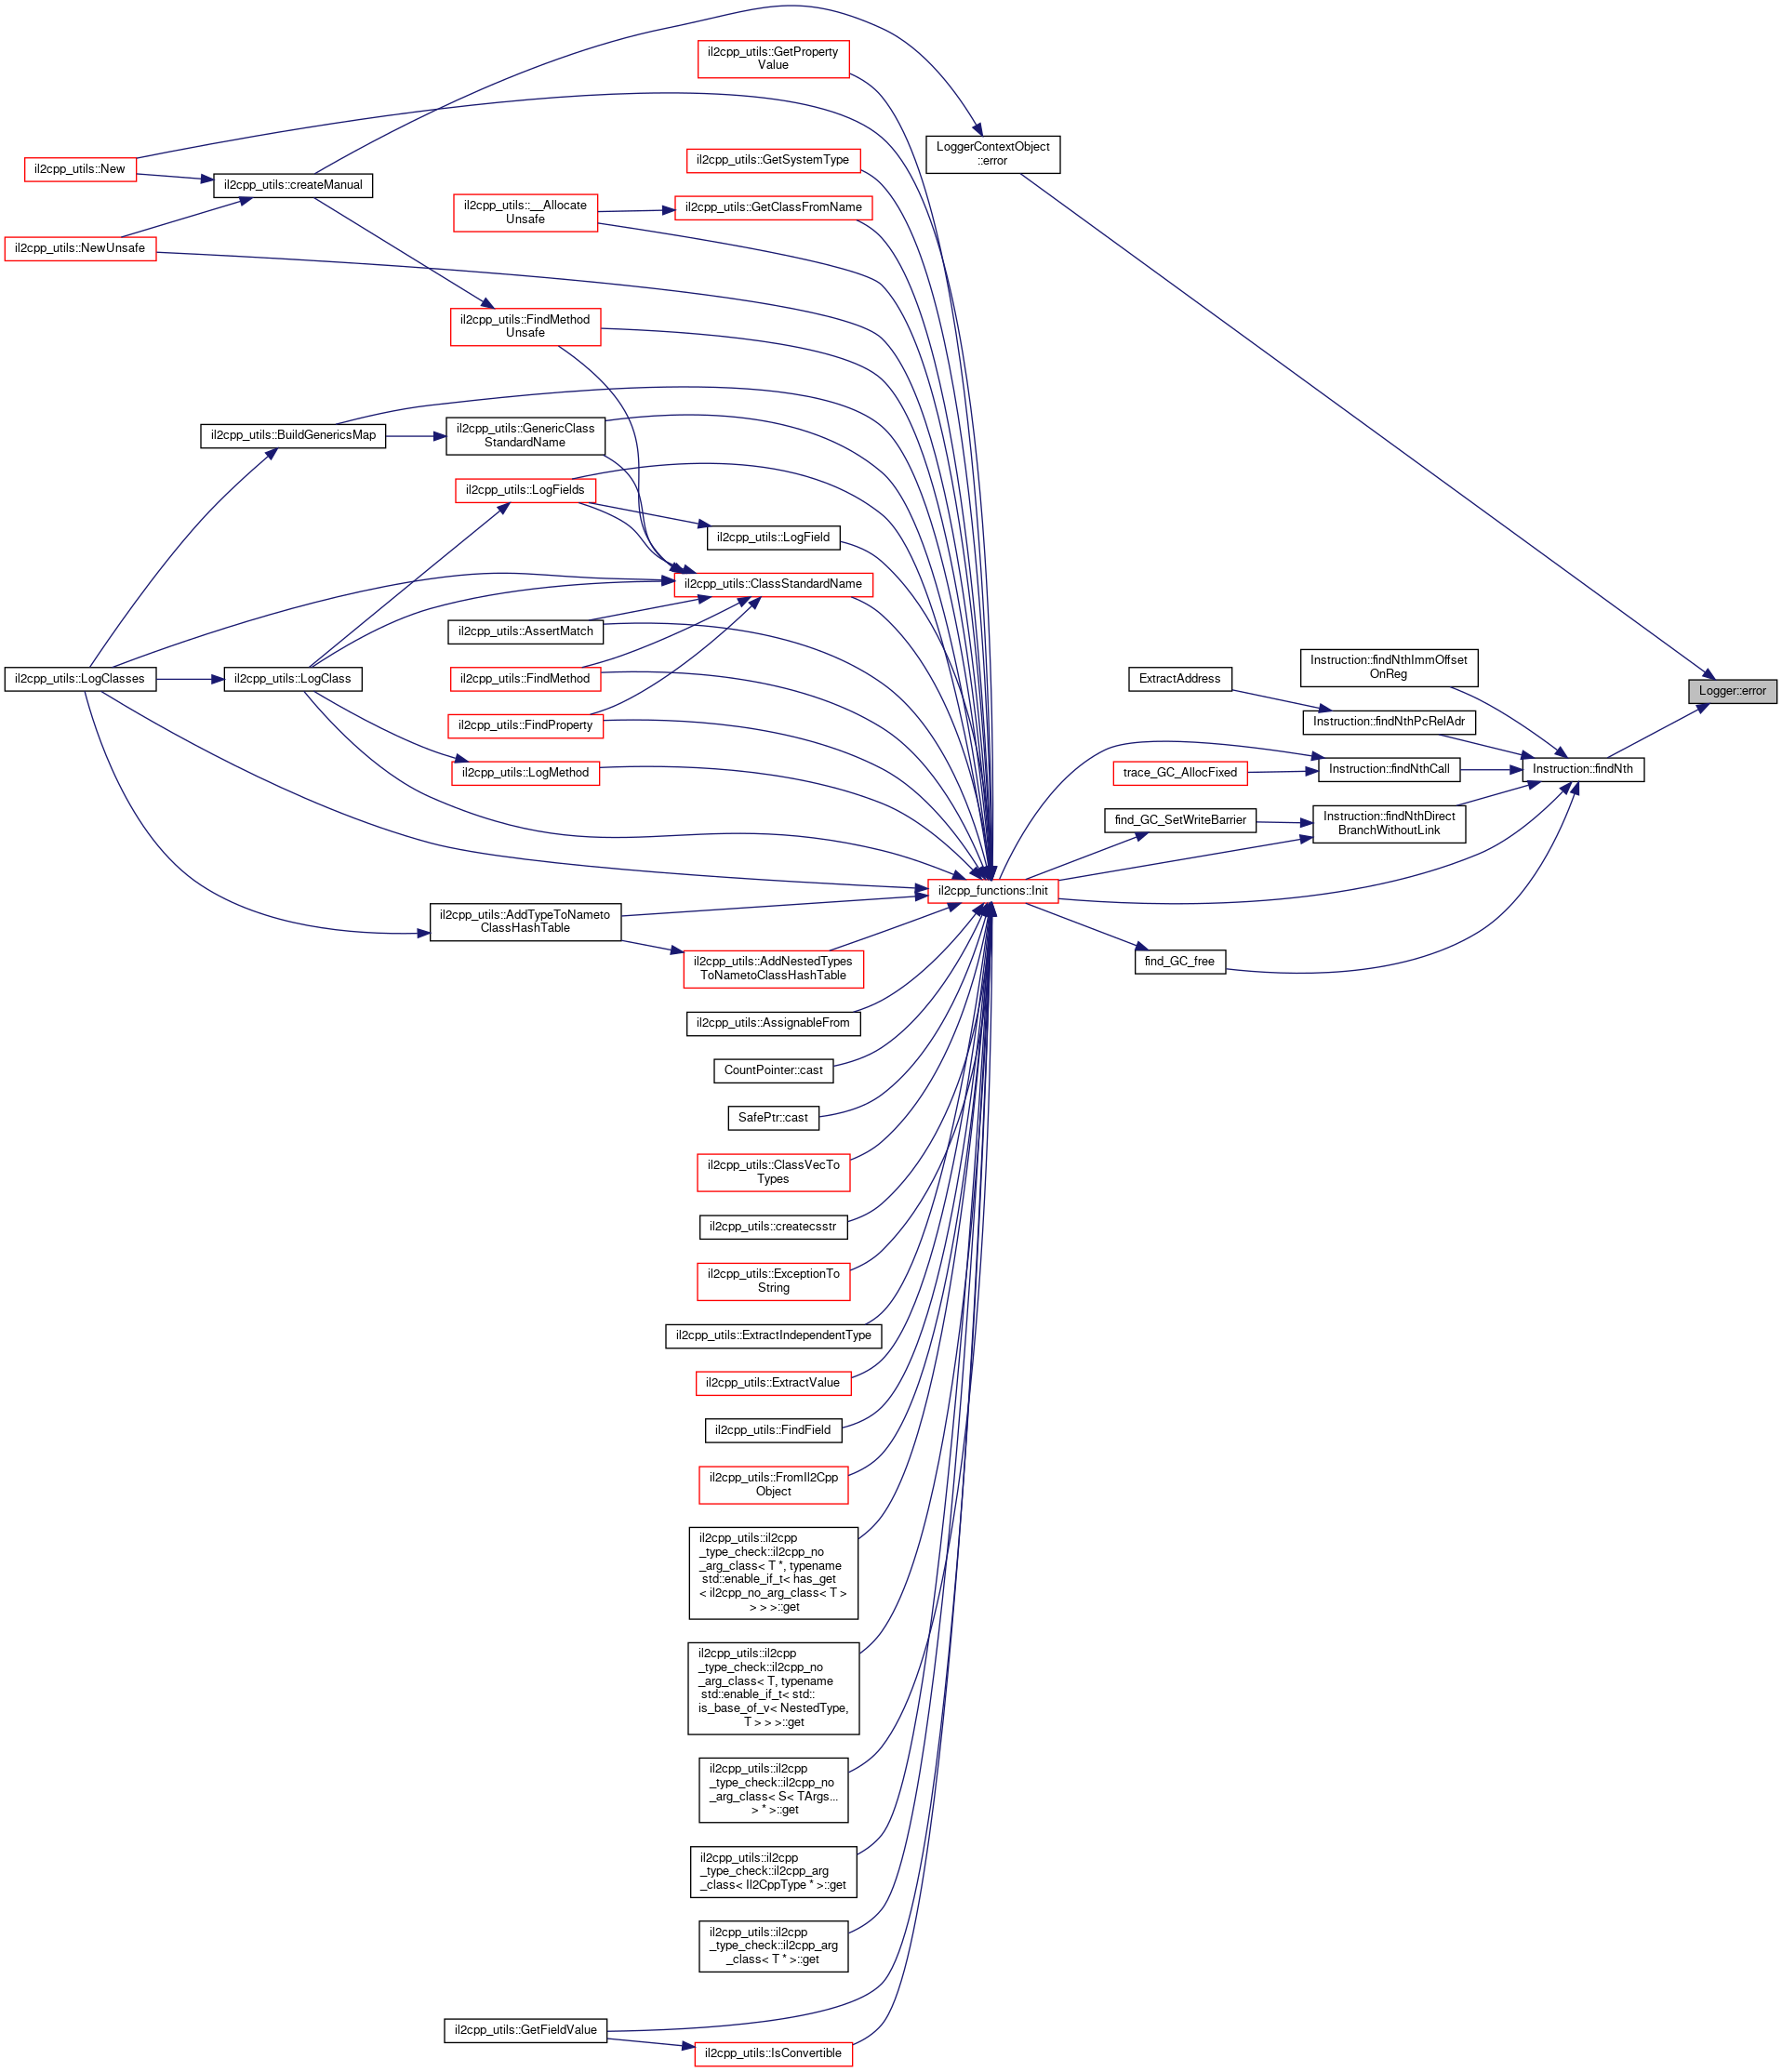 il2cpp_utils::GetProperty
Value
LoggerContextObject
::error
il2cpp_utils::GetSystemType
il2cpp_utils::New
il2cpp_utils::createManual
il2cpp_utils::__Allocate
Unsafe
il2cpp_utils::GetClassFromName
il2cpp_utils::NewUnsafe
il2cpp_utils::FindMethod
Unsafe
il2cpp_utils::BuildGenericsMap
il2cpp_utils::GenericClass
StandardName
il2cpp_utils::LogFields
il2cpp_utils::LogField
il2cpp_utils::ClassStandardName
il2cpp_utils::AssertMatch
il2cpp_utils::LogClasses
il2cpp_utils::LogClass
il2cpp_utils::FindMethod
il2cpp_utils::FindProperty
il2cpp_utils::LogMethod
ExtractAddress
Instruction::findNthImmOffset
OnReg
Logger::error
Instruction::findNthPcRelAdr
trace_GC_AllocFixed
Instruction::findNthCall
Instruction::findNth
find_GC_SetWriteBarrier
Instruction::findNthDirect
BranchWithoutLink
il2cpp_functions::Init
find_GC_free
il2cpp_utils::AddTypeToNameto
ClassHashTable
il2cpp_utils::AddNestedTypes
ToNametoClassHashTable
il2cpp_utils::AssignableFrom
CountPointer::cast
SafePtr::cast
il2cpp_utils::ClassVecTo
Types
il2cpp_utils::createcsstr
il2cpp_utils::ExceptionTo
String
il2cpp_utils::ExtractIndependentType
il2cpp_utils::ExtractValue
il2cpp_utils::FindField
il2cpp_utils::FromIl2Cpp
Object
il2cpp_utils::il2cpp
_type_check::il2cpp_no
_arg_class< T *, typename
std::enable_if_t< has_get
< il2cpp_no_arg_class< T >
> > >::get
il2cpp_utils::il2cpp
_type_check::il2cpp_no
_arg_class< T, typename
std::enable_if_t< std::
is_base_of_v< NestedType,
T > > >::get
il2cpp_utils::il2cpp
_type_check::il2cpp_no
_arg_class< S< TArgs...
> * >::get
il2cpp_utils::il2cpp
_type_check::il2cpp_arg
_class< Il2CppType * >::get
il2cpp_utils::il2cpp
_type_check::il2cpp_arg
_class< T * >::get
il2cpp_utils::GetFieldValue
il2cpp_utils::IsConvertible